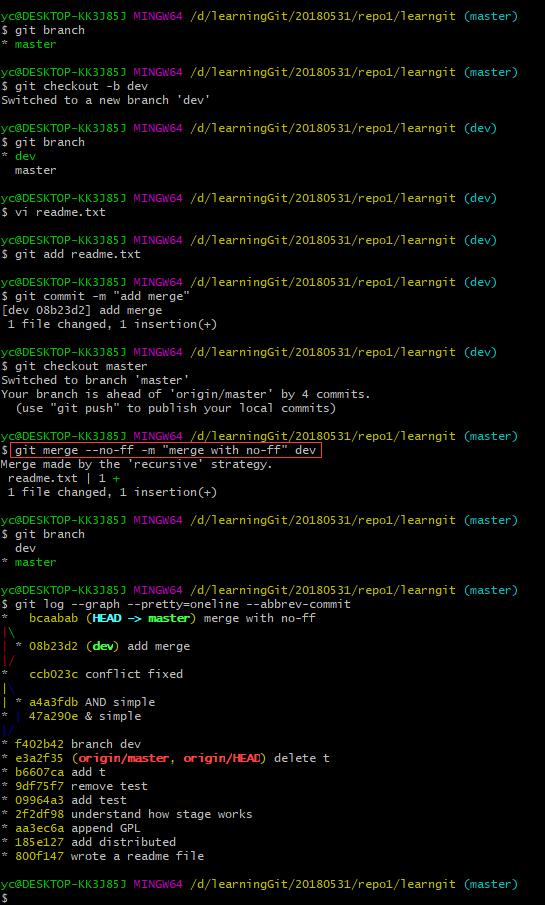 yc@DESKTOP-KK3J85J MINGW64 /d/learningGit/20180531/repo1/learngit (master)
$ git branch
* master
yc@DESKTOP-KK3J85J MINGW64 /d/learningGit/20180531/repo1/learngit (master)
$ git checkout -b dev
Switched to a new branch 'dev'
yc@DESKTOP-KK3J85J MINGW64 /d/learningGit/20180531/repo1/learngit (dev)
$ git branch
* dev
  master
yc@DESKTOP-KK3J85J MINGW64 /d/learningGit/20180531/repo1/learngit (dev)
$ vi readme.txt
yc@DESKTOP-KK3J85J MINGW64 /d/learningGit/20180531/repo1/learngit (dev)
$ git add readme.txt
yc@DESKTOP-KK3J85J MINGW64 /d/learningGit/20180531/repo1/learngit (dev)
$ git commit -m "add merge"
[dev 08b23d2] add merge
 1 file changed, 1 insertion(+)
yc@DESKTOP-KK3J85J MINGW64 /d/learningGit/20180531/repo1/learngit (dev)
$ git checkout master
Switched to branch 'master'
Your branch is ahead of 'origin/master' by 4 commits.
  (use "git push" to publish your local commits)
yc@DESKTOP-KK3J85J MINGW64 /d/learningGit/20180531/repo1/learngit (master)
$ git merge --no-ff -m "merge with no-ff" dev
Merge made by the 'recursive' strategy.
 readme.txt | 1 +
 1 file changed, 1 insertion(+)
yc@DESKTOP-KK3J85J MINGW64 /d/learningGit/20180531/repo1/learngit (master)
$ git branch
  dev
* master
yc@DESKTOP-KK3J85J MINGW64 /d/learningGit/20180531/repo1/learngit (master)
$ git log --graph --pretty=oneline --abbrev-commit
*   bcaabab (HEAD -> master) merge with no-ff
|\
| * 08b23d2 (dev) add merge
|/
*   ccb023c conflict fixed
|\
| * a4a3fdb AND simple
* | 47a290e & simple
|/
* f402b42 branch dev
* e3a2f35 (origin/master, origin/HEAD) delete t
* b6607ca add t
* 9df75f7 remove test
* 09964a3 add test
* 2f2df98 understand how stage works
* aa3ec6a append GPL
* 185e127 add distributed
* 800f147 wrote a readme file
yc@DESKTOP-KK3J85J MINGW64 /d/learningGit/20180531/repo1/learngit (master)
$